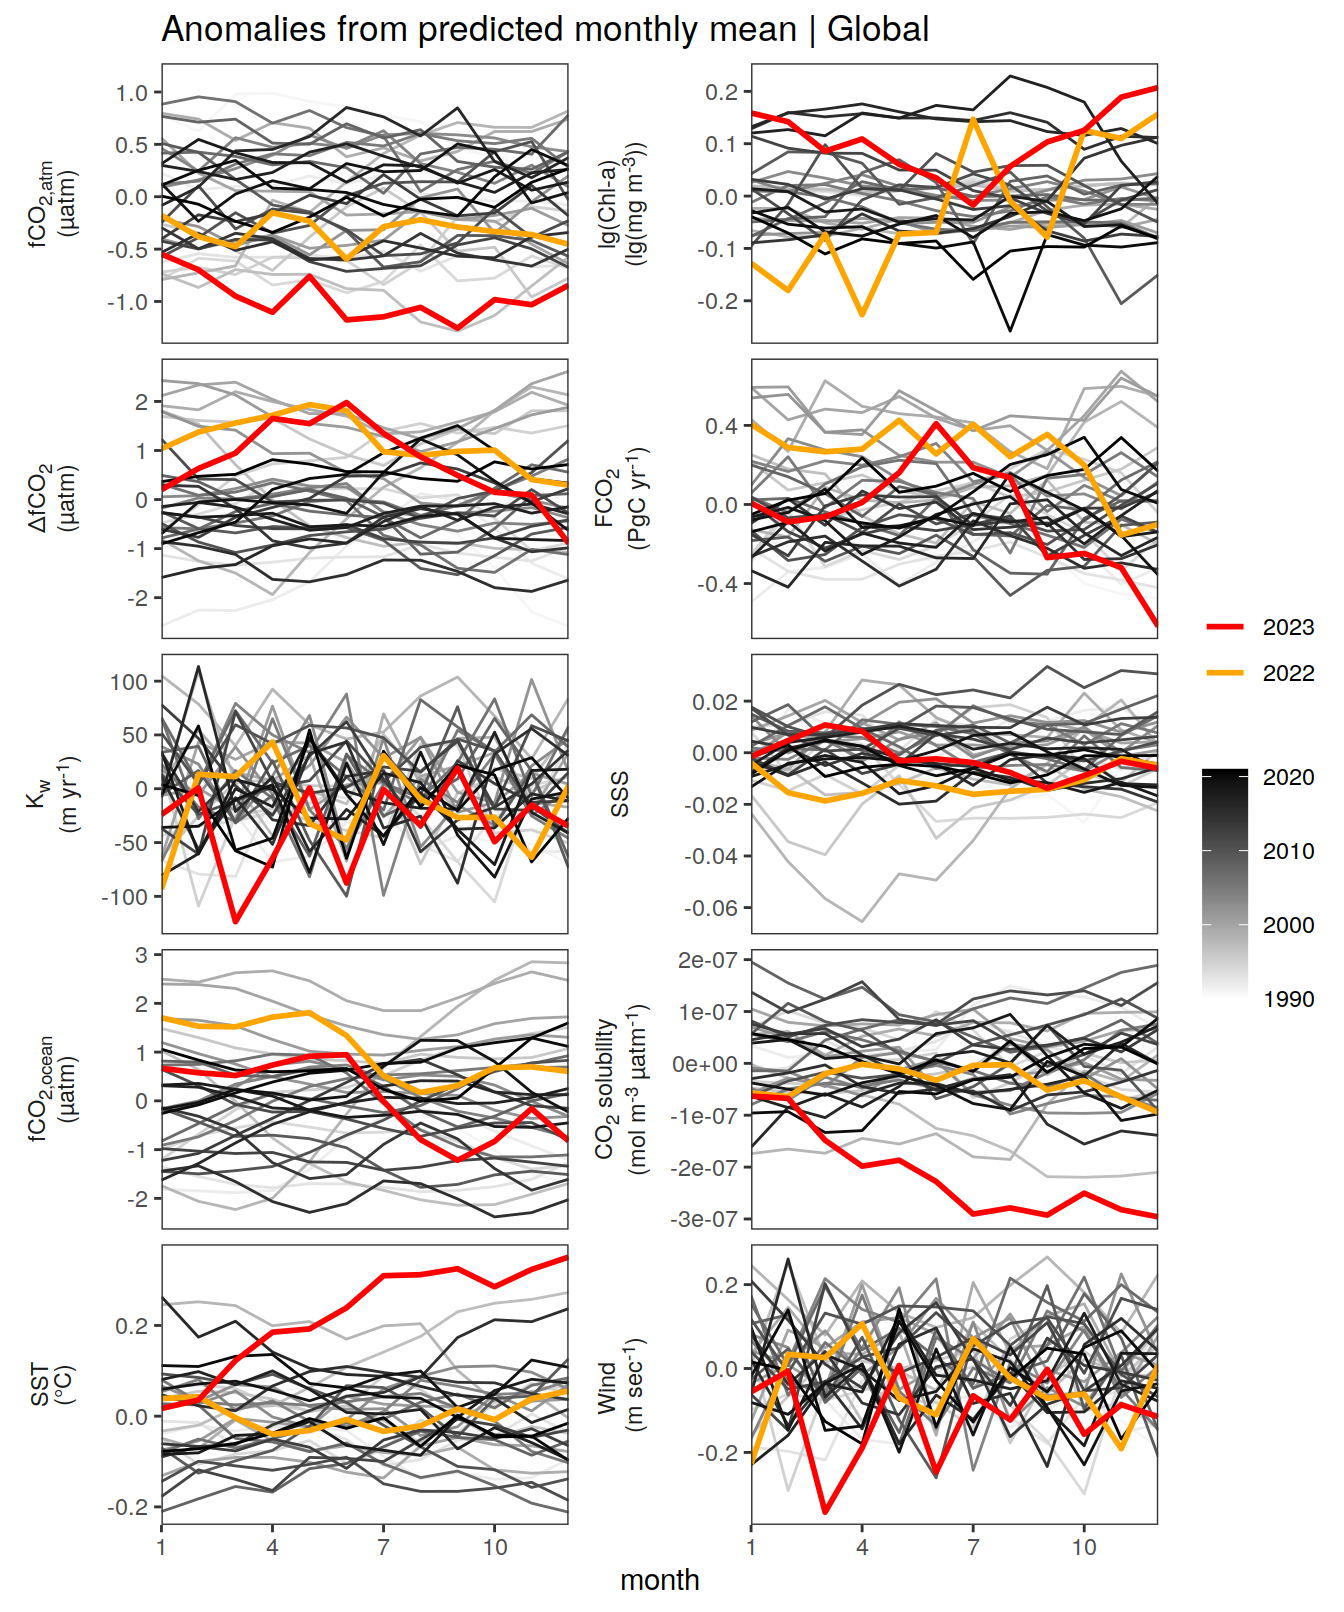 Anomalies from predicted monthly mean | Global
fCO2,atm
(µatm)
1.0
0.5
0.0
-0.5
-1.0
lg(Chl-a)
(lg(mg m-3))
0.2
0.1
0.0
-0.1
-0.2
ΔfCO2
(µatm)
2
1
0
-1
-2
FCO2
(PgC yr-1)
0.4
0.0
-0.4
Kw
(m yr-1)
100
50
0
-50
-100
SSS
0.02
0.00
-0.02
-0.04
-0.06
fCO2,ocean
(µatm)
3
2
1
0
-1
-2
CO2 solubility
(mol m-3 µatm-1)
2e-07
1e-07
0e+00
-1e-07
-2e-07
-3e-07
SST
(°C)
0.2
0.0
-0.2
1
4
7
10
Wind
(m sec-1)
0.2
0.0
-0.2
1
4
7
10
month
2023
2022
2020
2010
2000
1990